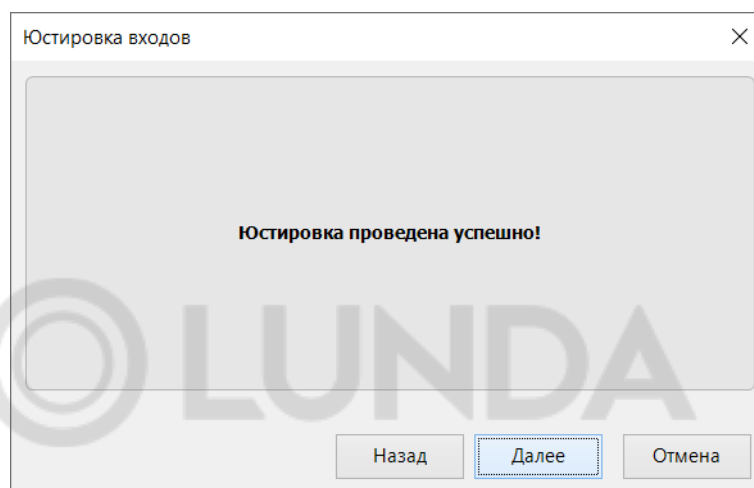 Юстировка входов
Юстировка проведена успешно!
LUNDA
Назад Далее Отмена